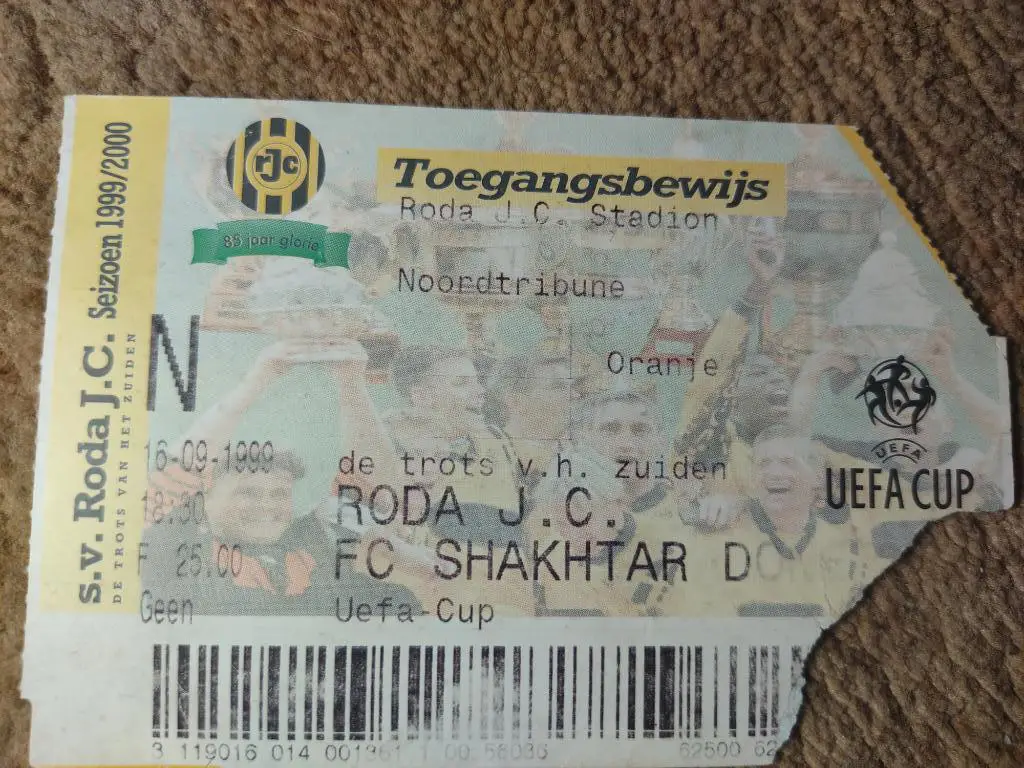 s.v. Roda J.C. Seizoen 1999/2000
DE TROTS VAN HET ZUIDEN
rJc
85 jaar glorie
Toegangsbewijs
Roda J.C. Stadion
Noordtribune
N
Oranje
16-09-1999 de trots v.h. zuiden
18:30 RODA J.C.
F 25.00 FC SHAKHTAR DO
Geen Uefa-Cup
UEFA
UEFA CUP
3 119016 014 001361 1 00 56036 62500 62